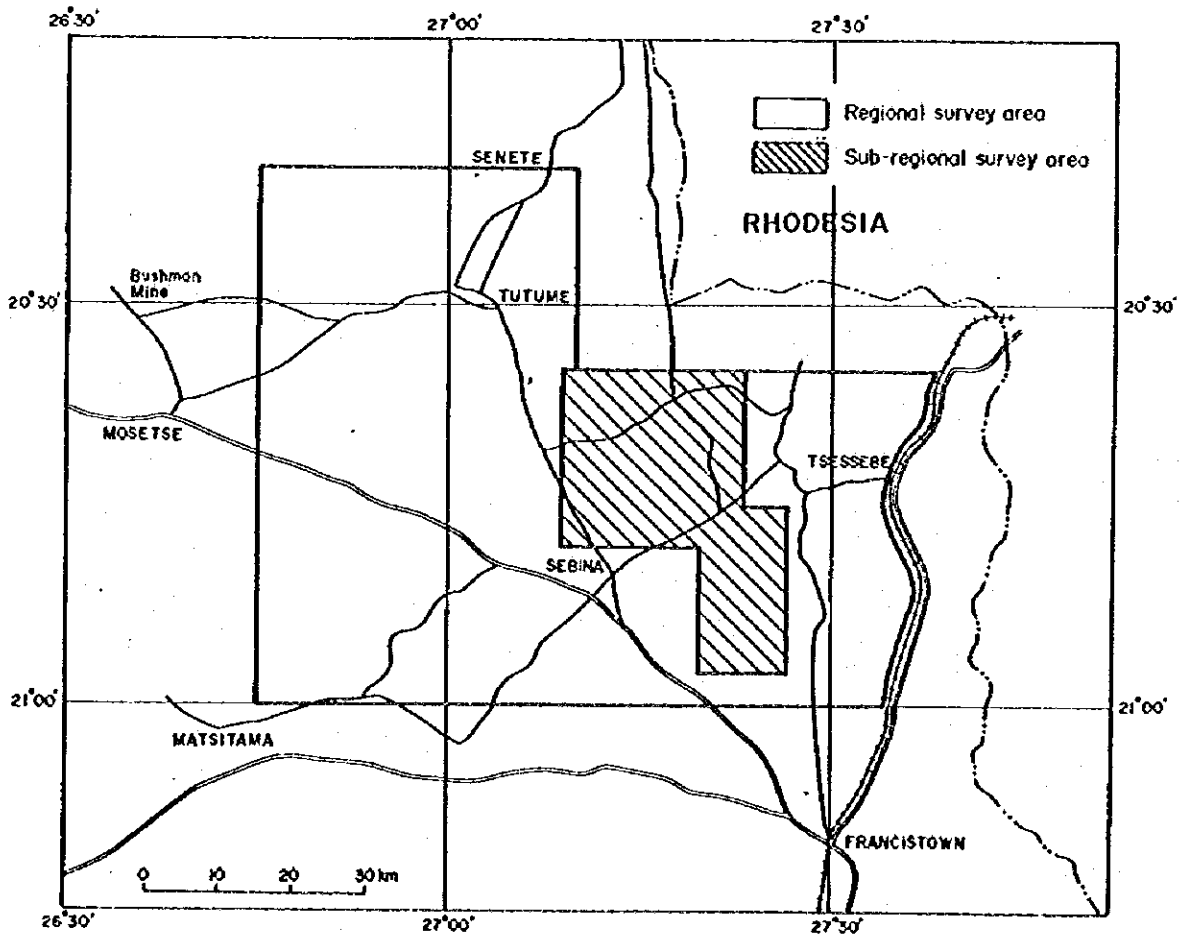 26°30'
27°00'
27°30'
Regional survey area
Sub-regional survey area
SENETE
RHODESIA
Bushman
Mine
20°30'
TUTUME
20°30'
MOSETSE
TSESSEBE
SEBINA
21°00'
21°00'
MATSITAMA
FRANCISTOWN
0 10 20 30 km
26°30'
27°00'
27°30'